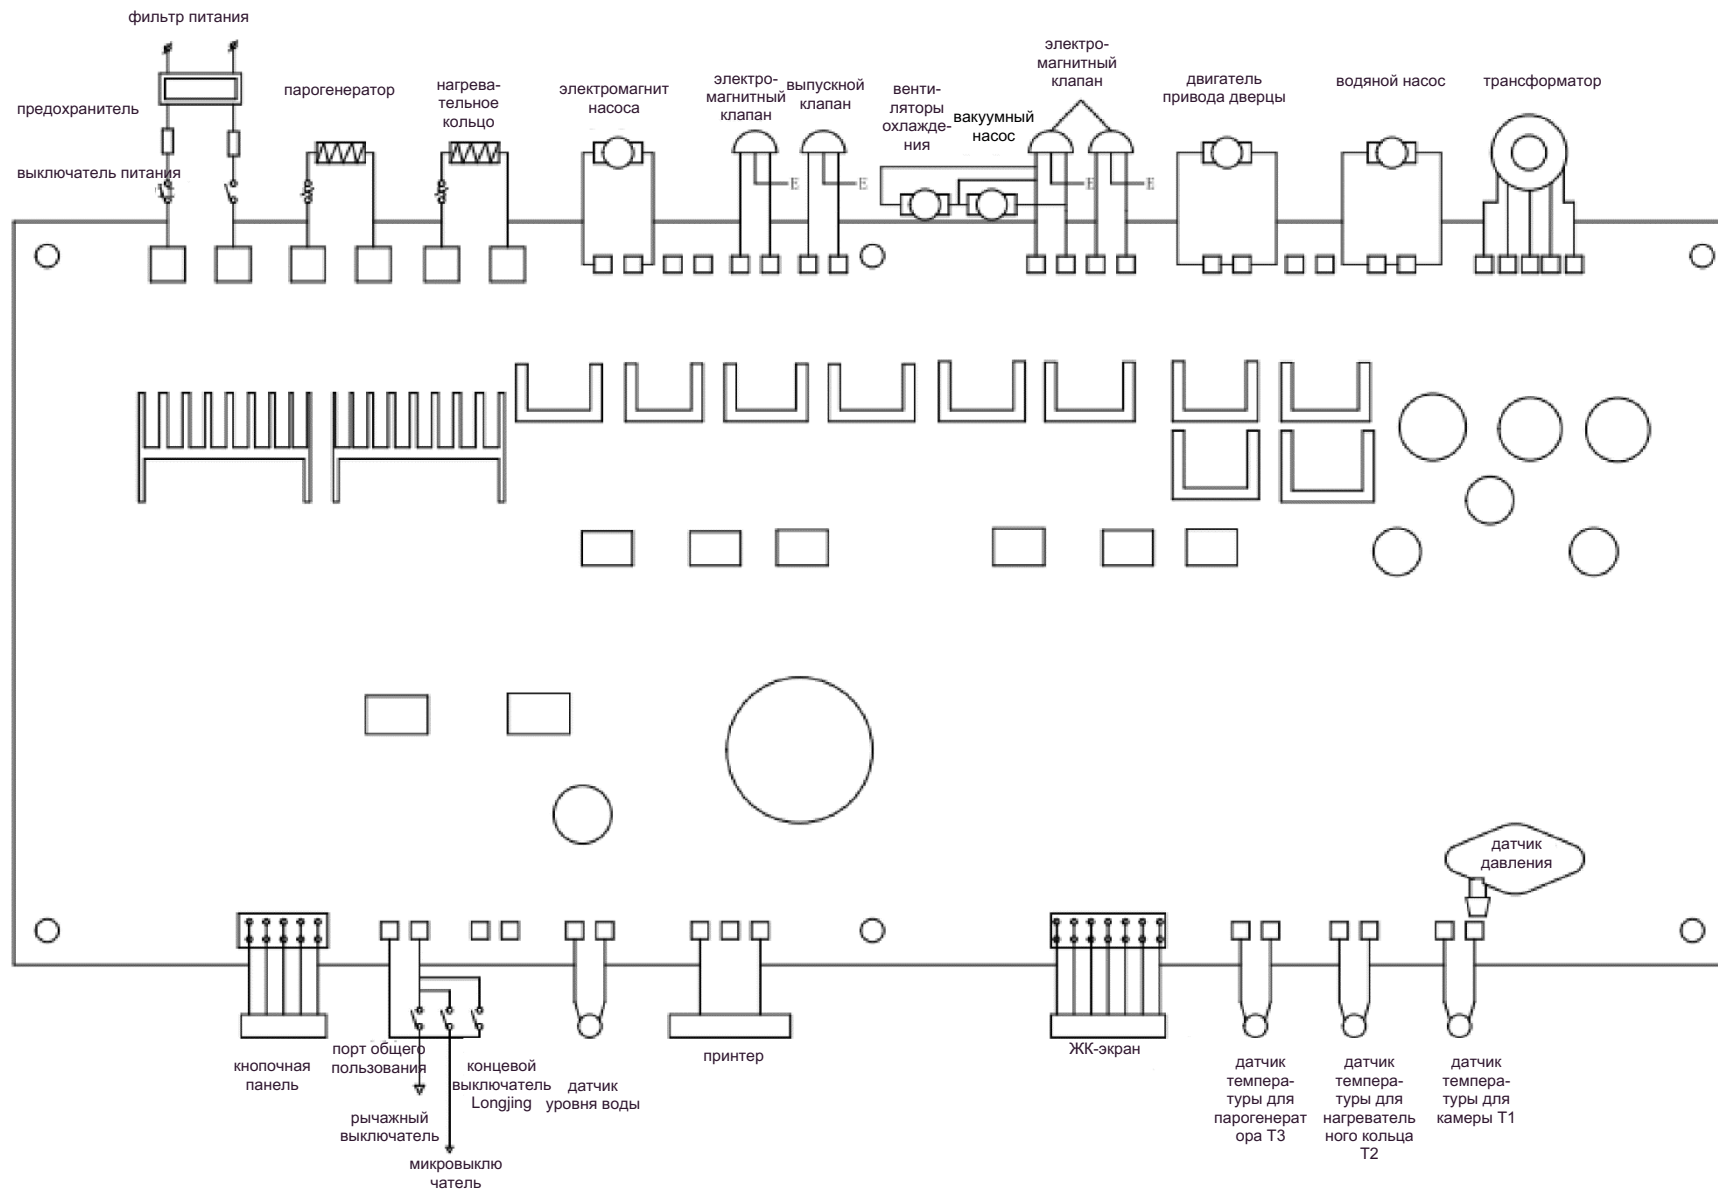 фильтр питания
предохранитель
выключатель питания
парогенератор
нагрева-
тельное
кольцо
электромагнит
насоса
электро-
магнитный
клапан
выпускной
клапан
венти-
ляторы
охлажде-
ния
вакуумный
насос
электро-
магнитный
клапан
двигатель
привода дверцы
водяной насос
трансформатор
E
E
E
E
датчик
давления
кнопочная
панель
порт общего
пользования
рычажный
выключатель
микровыклю
чатель
концевой
выключатель
Longjing
датчик
уровня воды
принтер
ЖК-экран
датчик
темпера-
туры для
парогенерат
ора Т3
датчик
темпера-
туры для
нагреватель
ного кольца
Т2
датчик
темпера-
туры для
камеры Т1